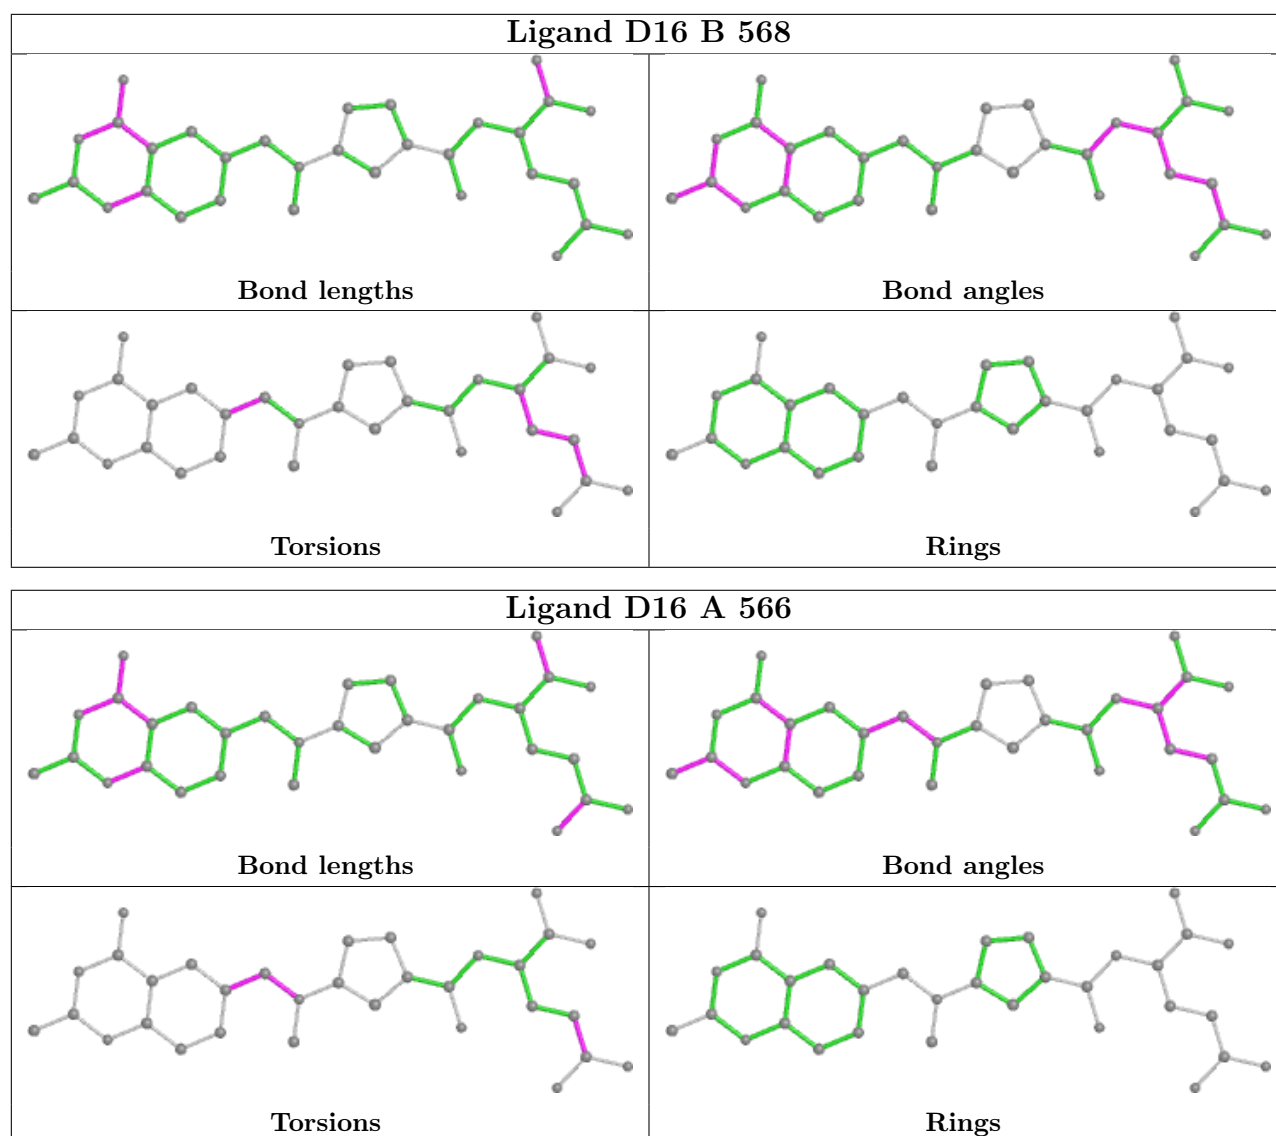 Ligand D16 B 568
Bond lengths
Bond angles
Torsions
Rings
Ligand D16 A 566
Bond lengths
Bond angles
Torsions
Rings